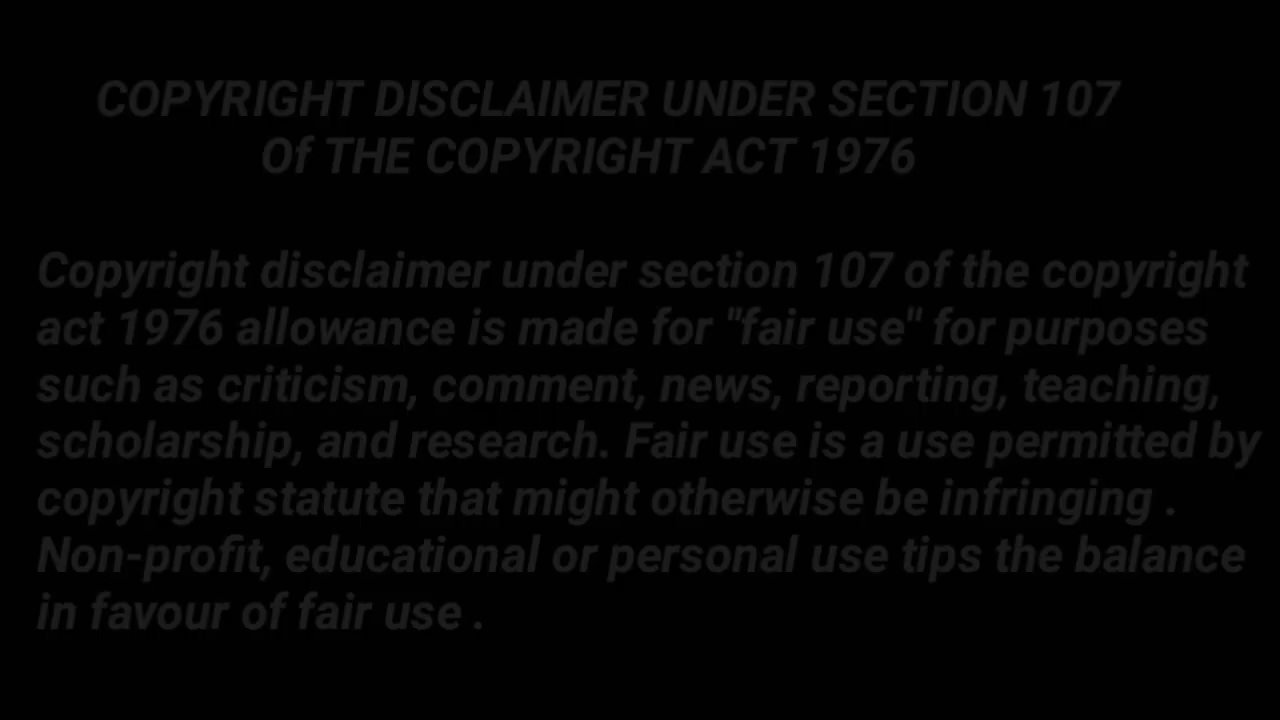 COPYRIGHT DISCLAIMER UNDER SECTION 107
Of THE COPYRIGHT ACT 1976
Copyright disclaimer under section 107 of the copyright
act 1976 allowance is made for "fair use" for purposes
such as criticism, comment, news, reporting, teaching,
scholarship, and research. Fair use is a use permitted by
copyright statute that might otherwise be infringing .
Non-profit, educational or personal use tips the balance
in favour of fair use .